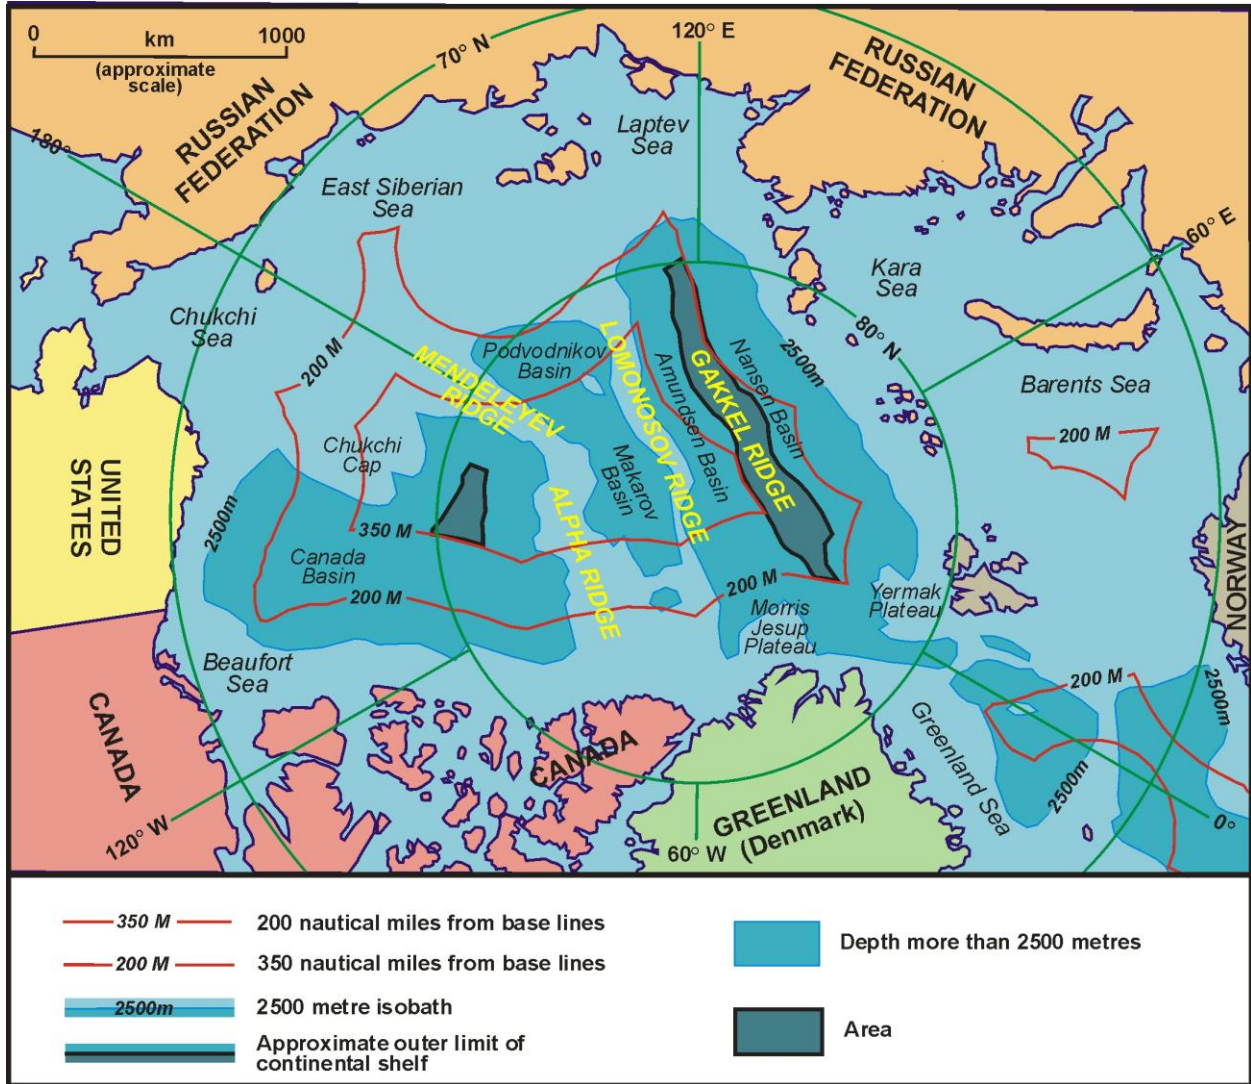 0
km
1000
(approximate
scale)
70° N
120° E
RUSSIAN
FEDERATION
RUSSIAN
FEDERATION
180°
Laptev
Sea
East Siberian
Sea
60° E
Kara
Sea
Chukchi
Sea
80° N
200 M
LOMONOSOV RIDGE
Podvodnikov
Basin
MENDELEYEV
RIDGE
Nansen Basin
2500m
GAKKEL RIDGE
Amundsen Basin
Barents Sea
200 M
Chukchi
Cap
UNITED
STATES
Makarov
Basin
ALPHA RIDGE
2500m
350 M
Canada
Basin
200 M
200 M
Morris
Jesup
Plateau
Yermak
Plateau
NORWAY
Beaufort
Sea
200 M
2500m
CANADA
CANADA
Greenland Sea
2500m
GREENLAND
(Denmark)
120° W
60° W
0°
350 M
200 nautical miles from base lines
200 M
350 nautical miles from base lines
2500m
2500 metre isobath
Approximate outer limit of
continental shelf
Depth more than 2500 metres
Area